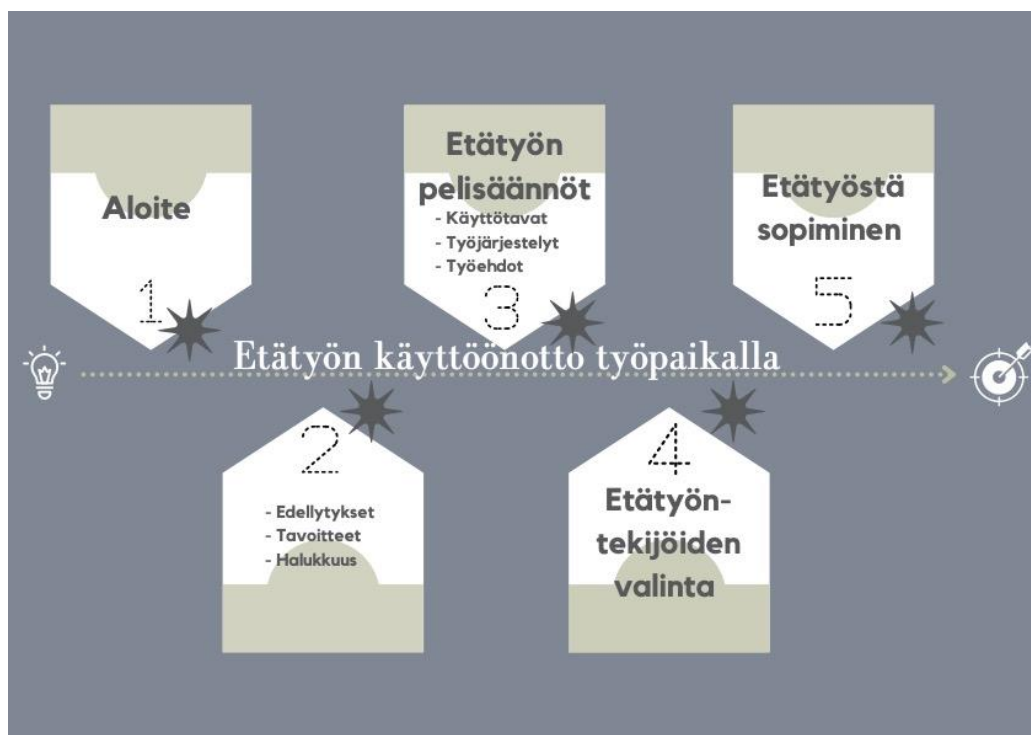 Aloite
1
Etätyön
pelisäännöt
- Käyttötavat
- Työjärjestelyt
- Työehdot
3
Etätyöstä
sopiminen
5
Etätyön käyttöönotto työpaikalla
2
- Edellytykset
- Tavoitteet
- Halukkuus
4
Etätyön-
tekijöiden
valinta